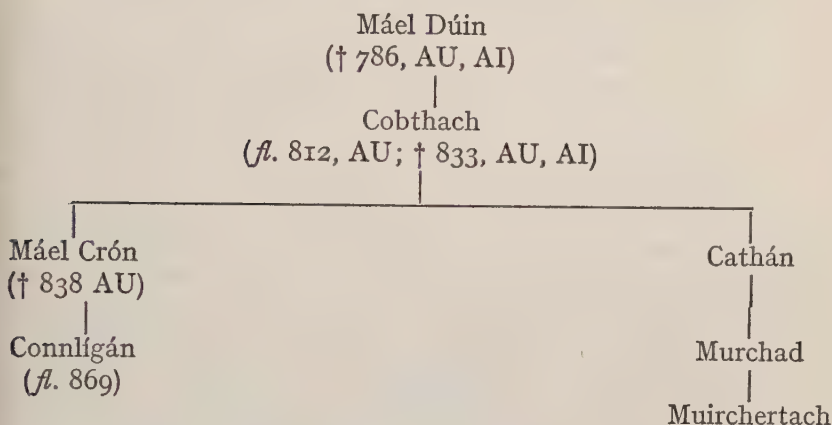 Máel Dúin
(† 786, AU, AI)
Cobthach
(fl. 812, AU; † 833, AU, AI)
Máel Crón
(† 838 AU)
Cathán
Connlígán
(fl. 869)
Murchad
Muirchertach